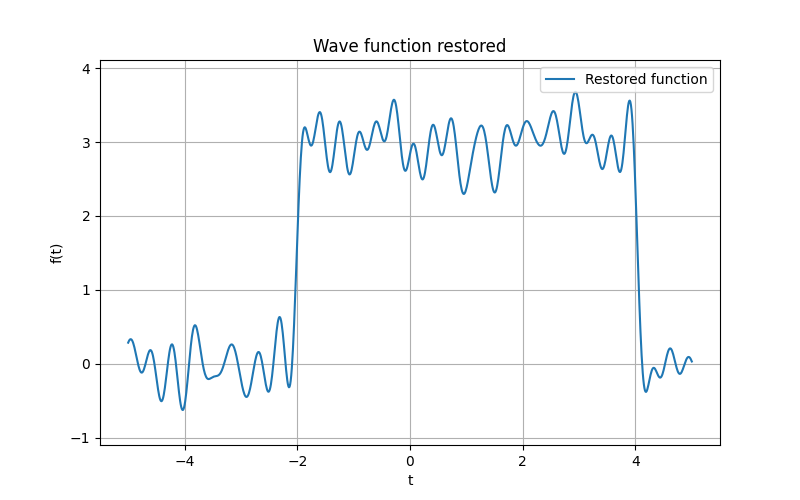 Wave function restored
Restored function
4
3
2
1
0
−1
f(t)
−4
−2
0
2
4
t